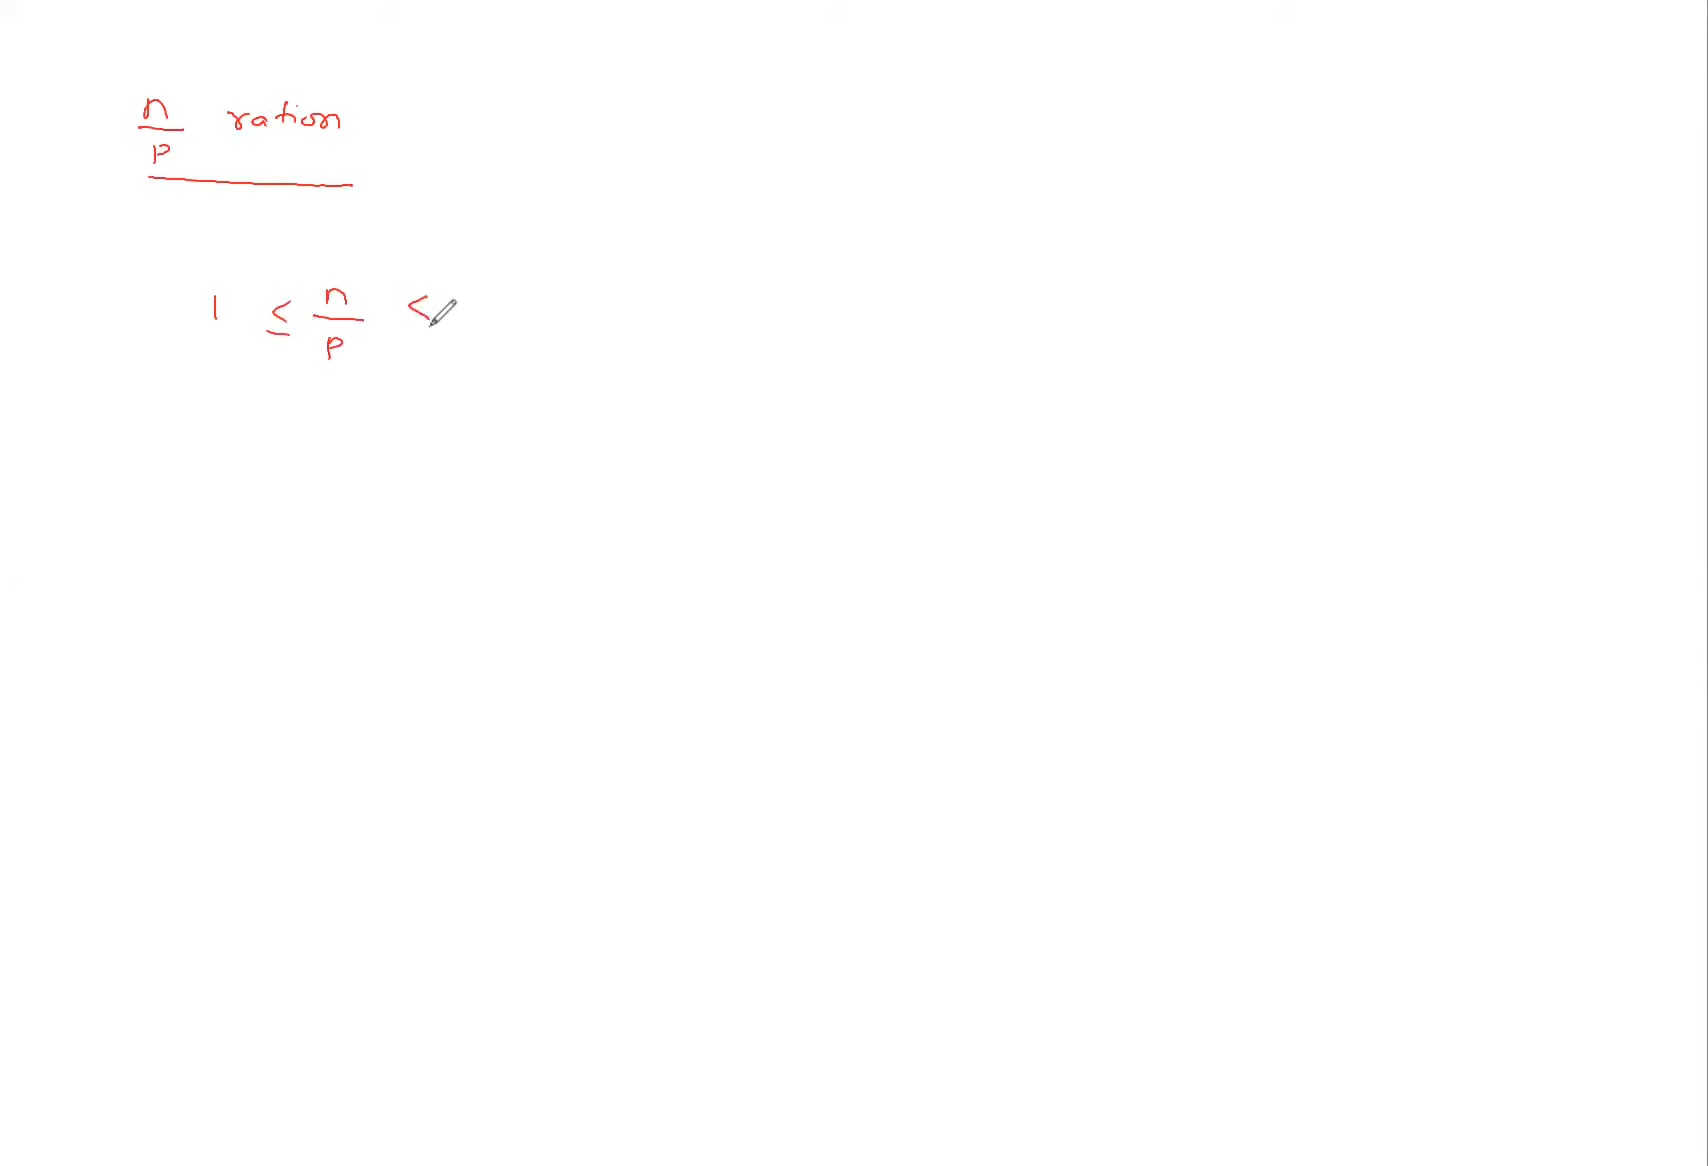 n/p ration
1 ≤ n/p <